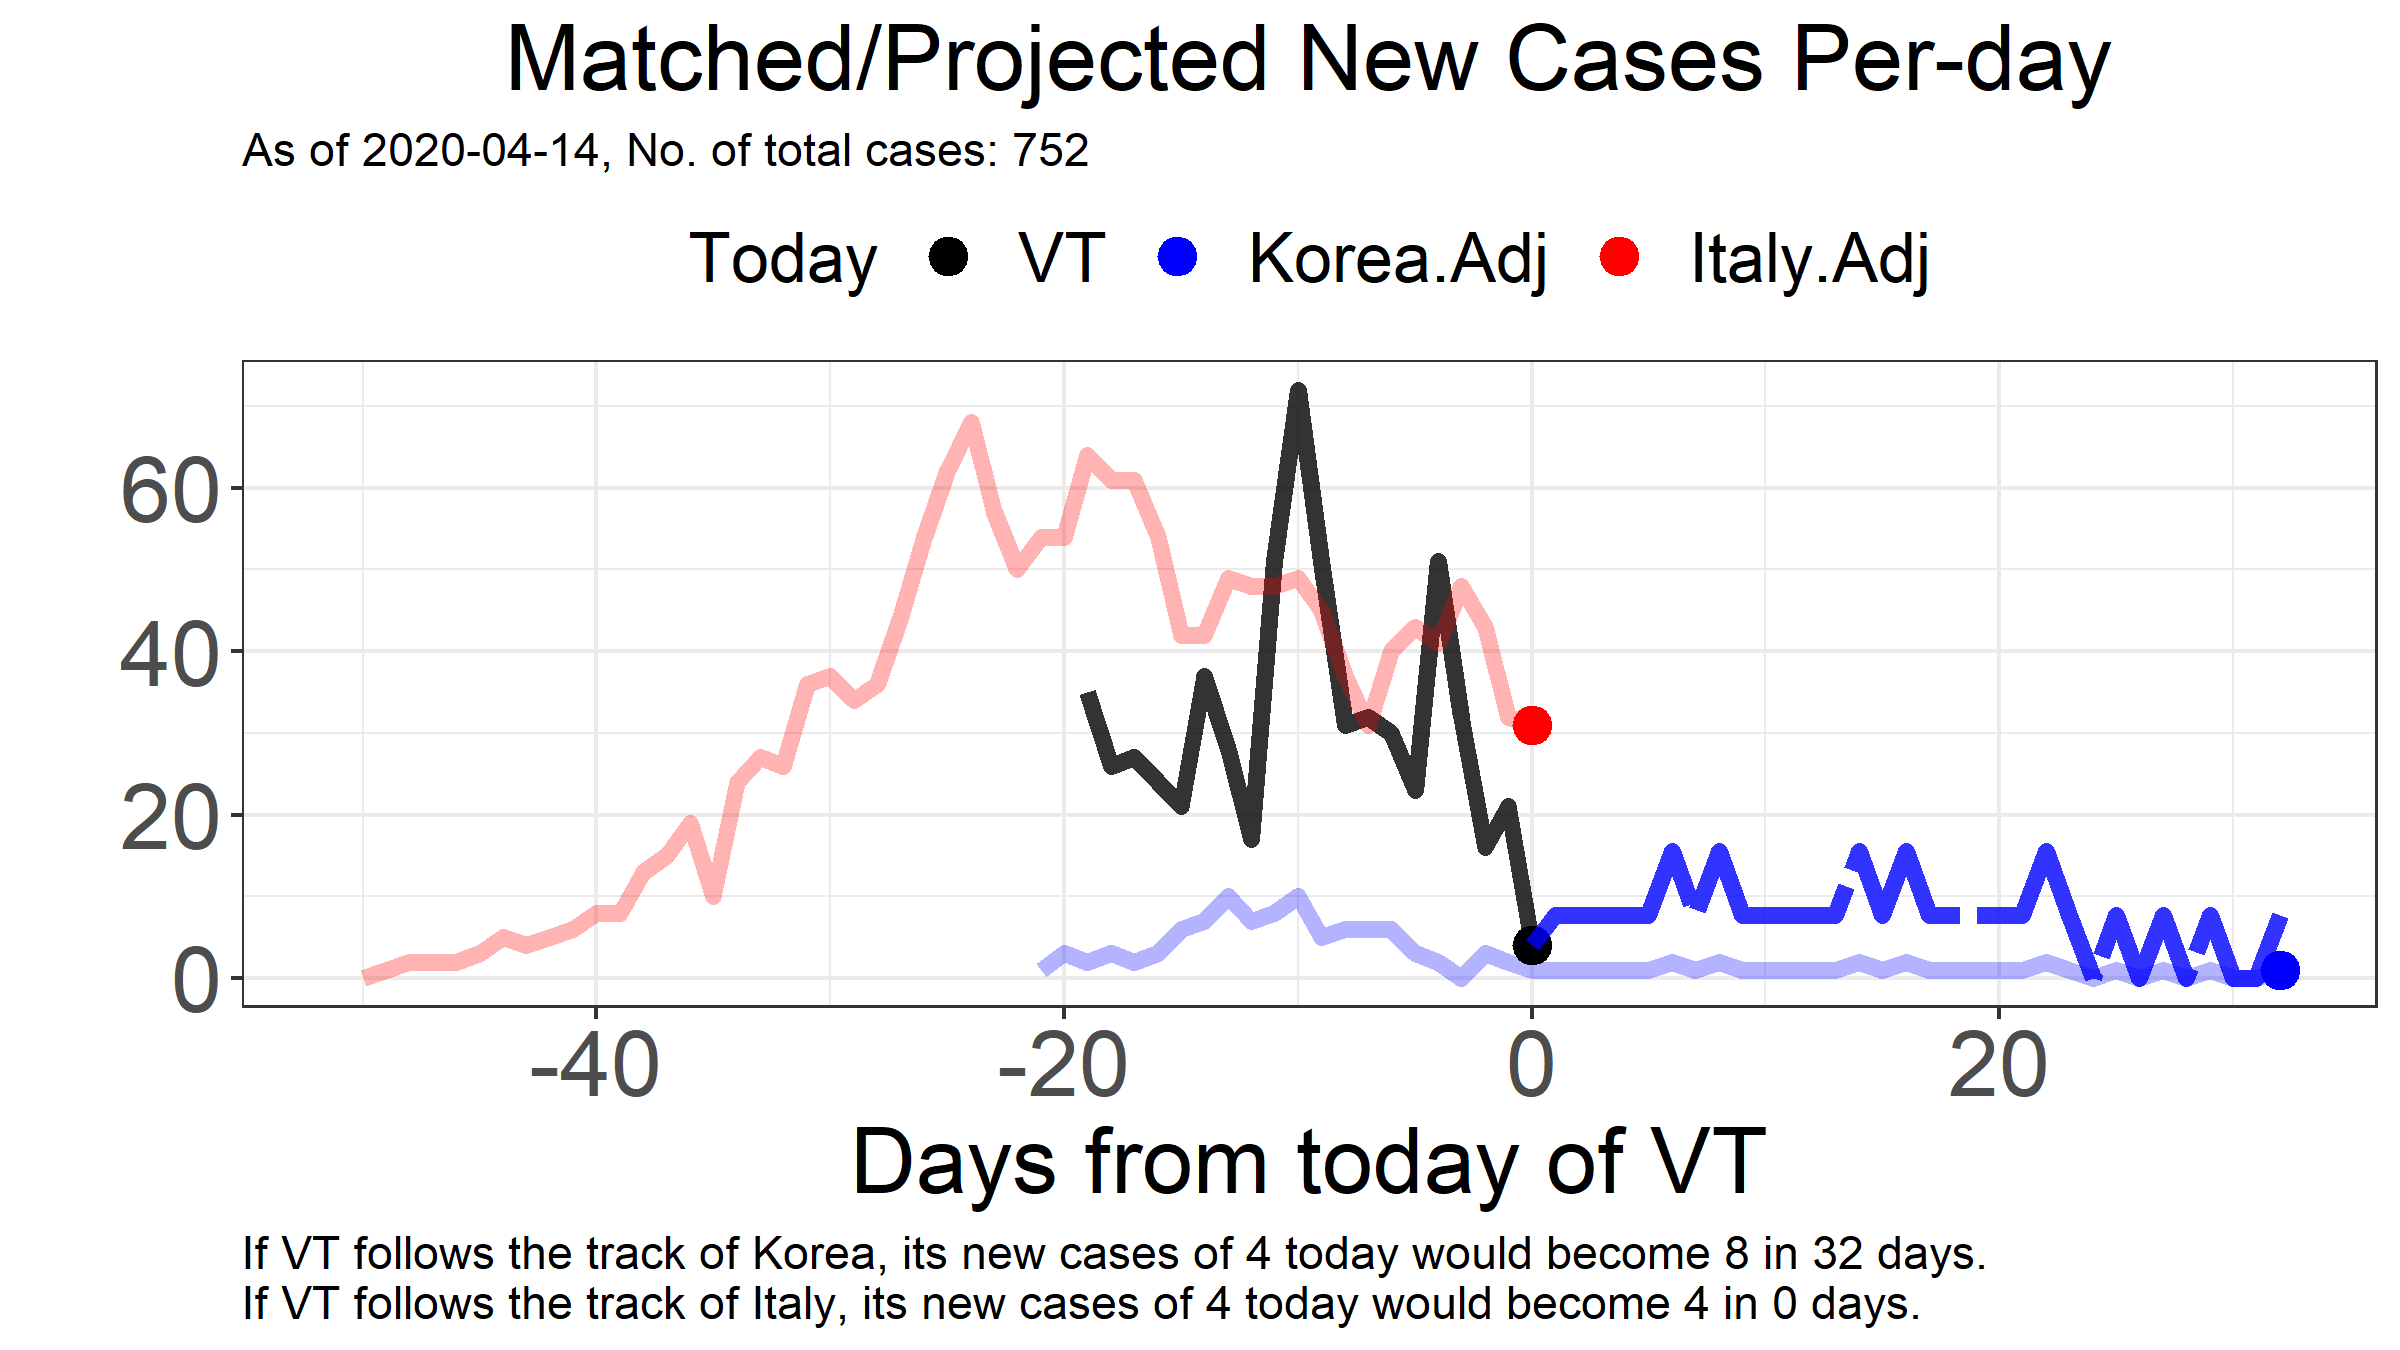 Matched/Projected New Cases Per-day
As of 2020-04-14, No. of total cases: 752
Today VT Korea.Adj Italy.Adj
60
40
20
0
-40 -20 0 20
Days from today of VT
If VT follows the track of Korea, its new cases of 4 today would become 8 in 32 days.
If VT follows the track of Italy, its new cases of 4 today would become 4 in 0 days.